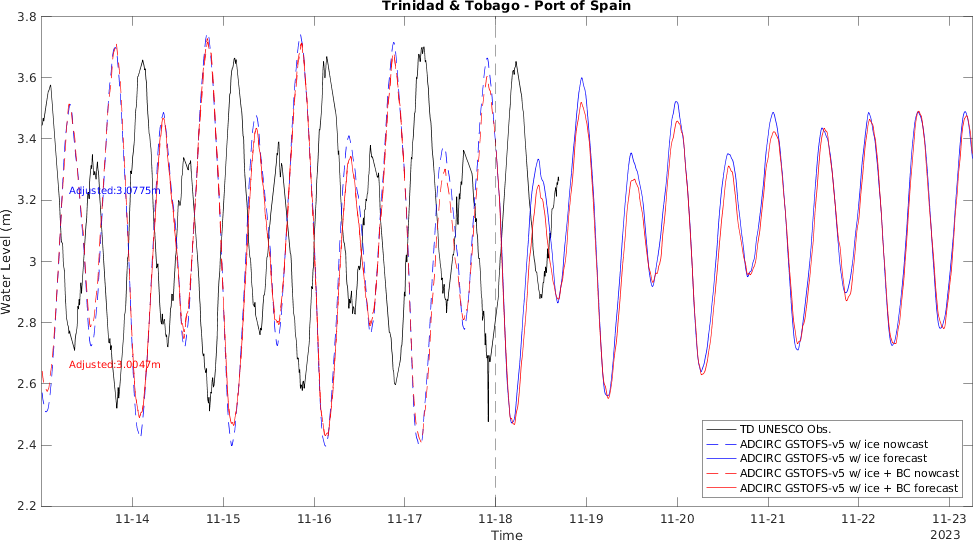 Trinidad & Tobago - Port of Spain
3.8
3.6
3.4
3.2
3
2.8
2.6
2.4
2.2
Water Level (m)
Adjusted:3.0775m
Adjusted:3.0047m
TD UNESCO Obs.
ADCIRC GSTOFS-v5 w/ ice nowcast
ADCIRC GSTOFS-v5 w/ ice forecast
ADCIRC GSTOFS-v5 w/ ice + BC nowcast
ADCIRC GSTOFS-v5 w/ ice + BC forecast
11-14 11-15 11-16 11-17 11-18 11-19 11-20 11-21 11-22 11-23
2023
Time